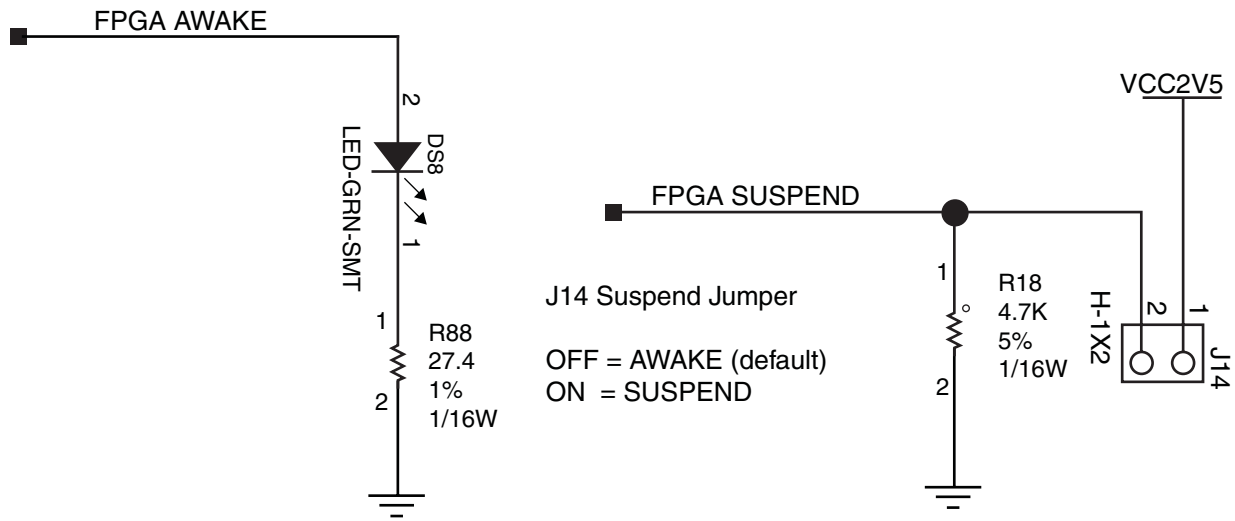 FPGA AWAKE
2
DS8
LED-GRN-SMT
1
1
R88
27.4
1%
1/16W
2
VCC2V5
FPGA SUSPEND
J14 Suspend Jumper
OFF = AWAKE (default)
ON = SUSPEND
1
R18
4.7K
5%
1/16W
2
H-1X2
2
1
J14